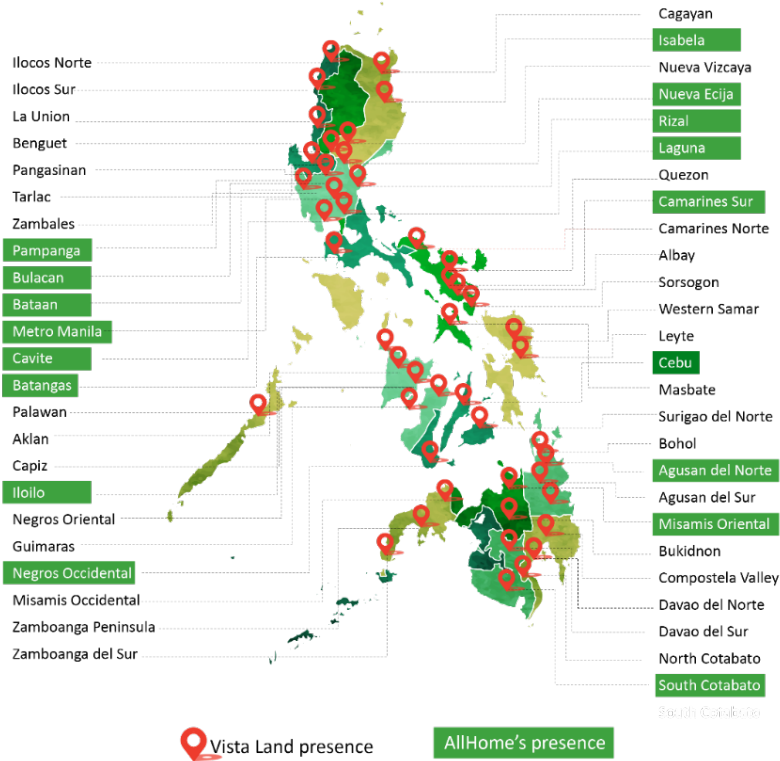 Ilocos Norte
Ilocos Sur
La Union
Benguet
Pangasinan
Tarlac
Zambales
Pampanga
Bulacan
Bataan
Metro Manila
Cavite
Batangas
Palawan
Aklan
Capiz
Iloilo
Negros Oriental
Guimaras
Negros Occidental
Misamis Occidental
Zamboanga Peninsula
Zamboanga del Sur
Cagayan
Isabela
Nueva Vizcaya
Nueva Ecija
Rizal
Laguna
Quezon
Camarines Sur
Camarines Norte
Albay
Sorsogon
Western Samar
Leyte
Cebu
Masbate
Surigao del Norte
Bohol
Agusan del Norte
Agusan del Sur
Misamis Oriental
Bukidnon
Compostela Valley
Davao del Norte
Davao del Sur
North Cotabato
South Cotabato
Vista Land presence
AllHome's presence